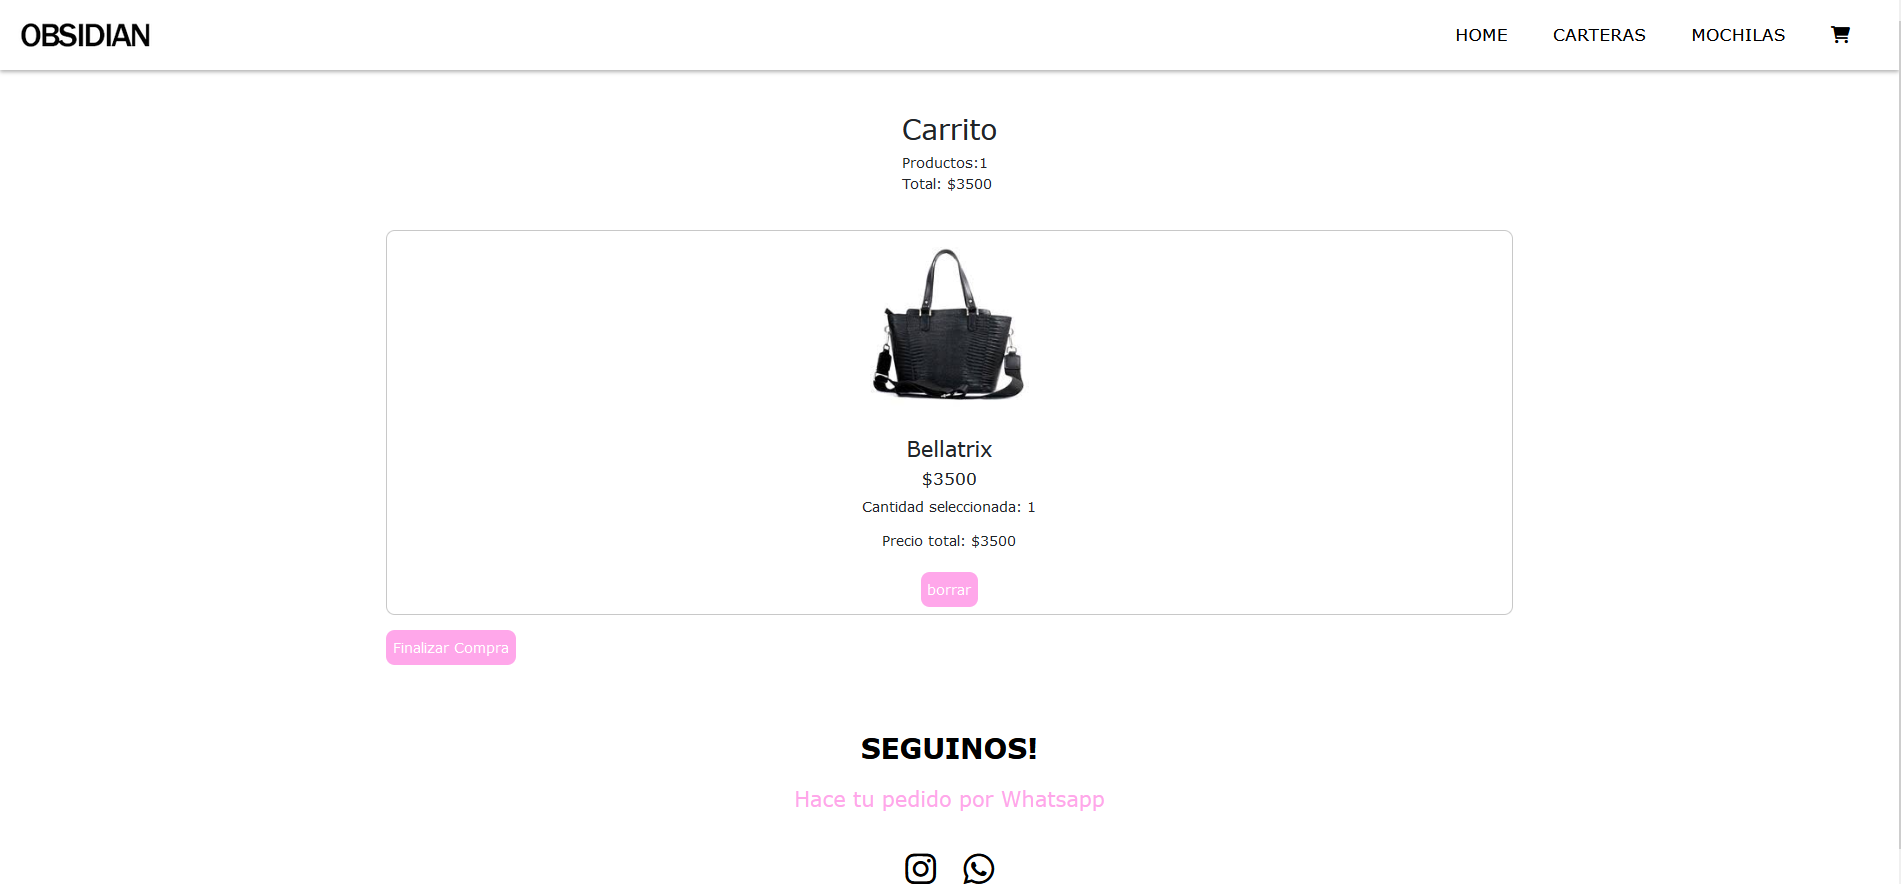 OBSIDIAN
HOME CARTERAS MOCHILAS
Carrito
Productos:1
Total: $3500
Bellatrix
$3500
Cantidad seleccionada: 1
Precio total: $3500
borrar
Finalizar Compra
SEGUINOS!
Hace tu pedido por Whatsapp